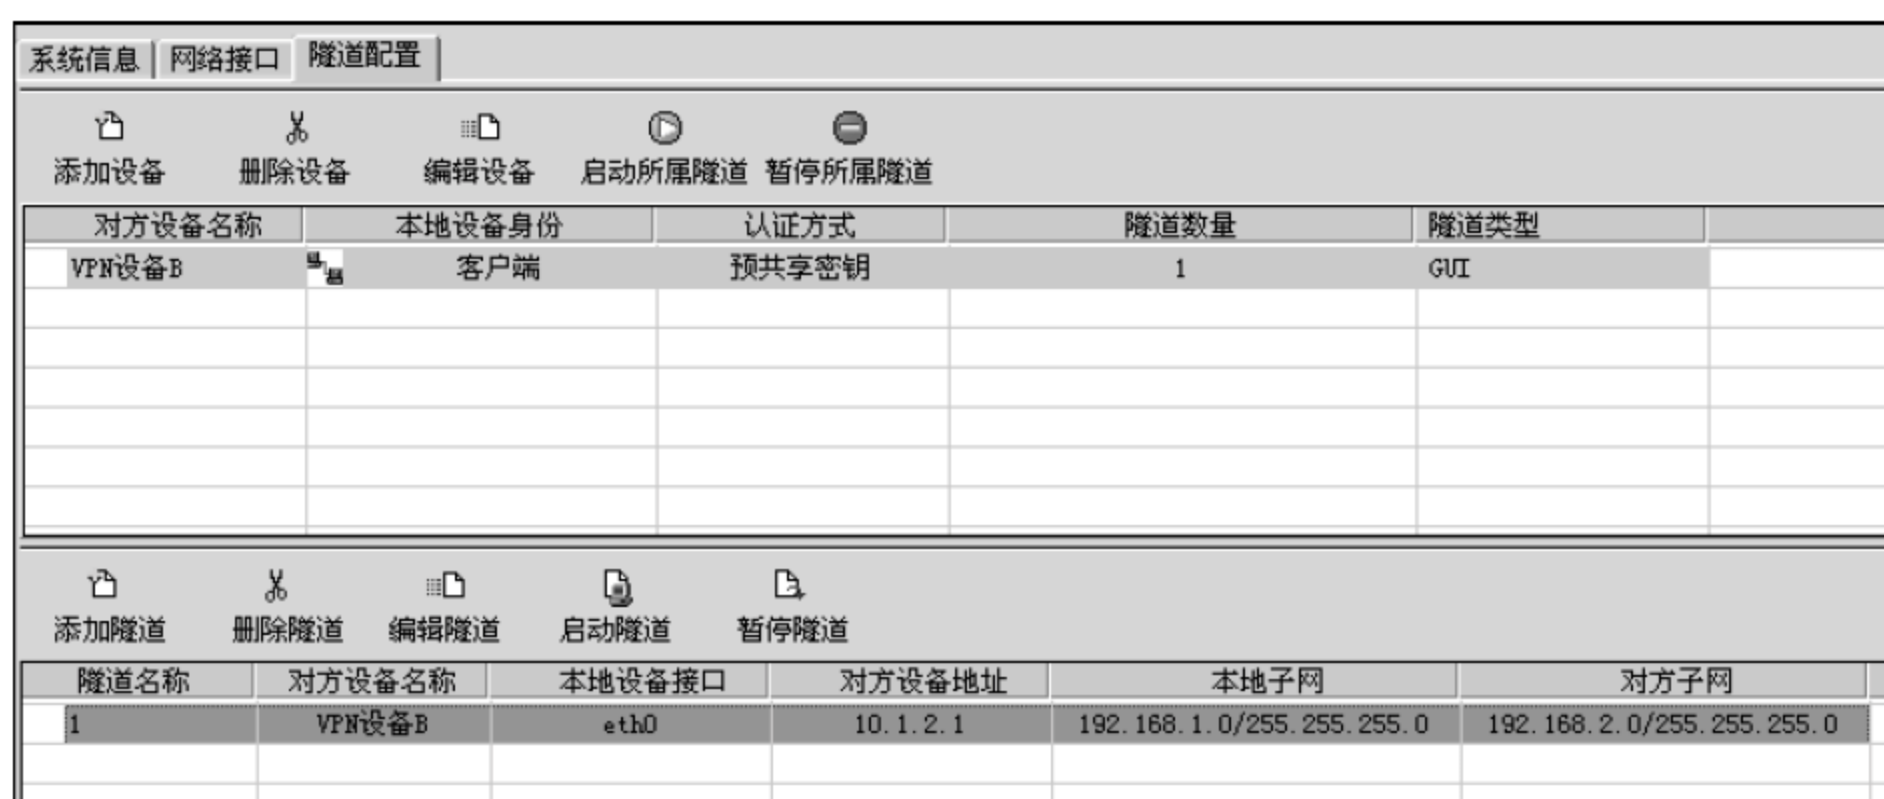 系统信息 网络接口 隧道配置
添加设备 删除设备 编辑设备 启动所属隧道 暂停所属隧道
对方设备名称 本地设备身份 认证方式 隧道数量 隧道类型
VPN设备B 客户端 预共享密钥 1 GUI
添加隧道 删除隧道 编辑隧道 启动隧道 暂停隧道
隧道名称 对方设备名称 本地设备接口 对方设备地址 本地子网 对方子网
1 VPN设备B eth0 10.1.2.1 192.168.1.0/255.255.255.0 192.168.2.0/255.255.255.0